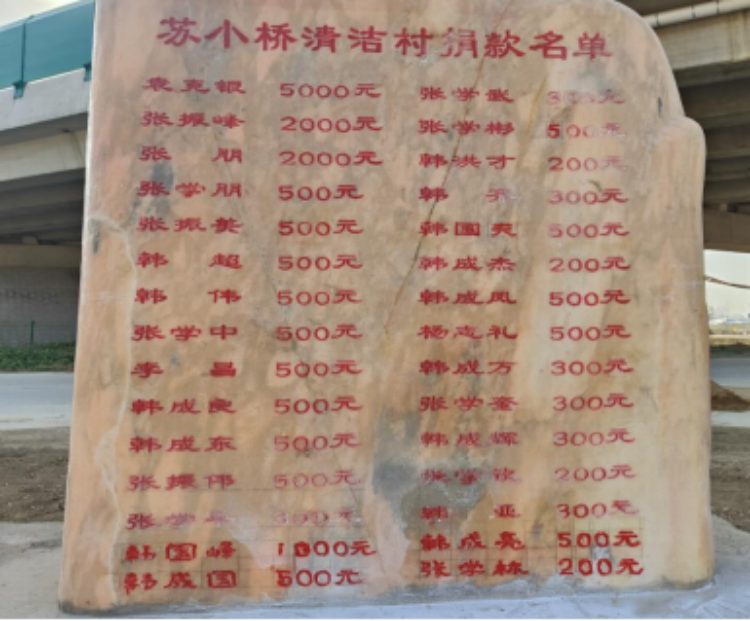 苏小桥清洁村捐款名单
袁克银 5000元 张学武 300元
张振峰 2000元 张学彬 500元
张朋 2000元 韩洪才 200元
张学朋 500元 韩 300元
张振美 500元 韩国爽 500元
韩超 500元 韩成杰 200元
韩伟 500元 韩成凤 500元
张学中 500元 杨志礼 500元
李昌 500元 韩成方 300元
韩成良 500元 张学奎 300元
韩成东 500元 韩成辉 300元
张振伟 500元 张学钦 200元
张学 300元 韩亚 300元
韩国峰 1000元 韩成亮 500元
韩成国 500元 张学栋 200元